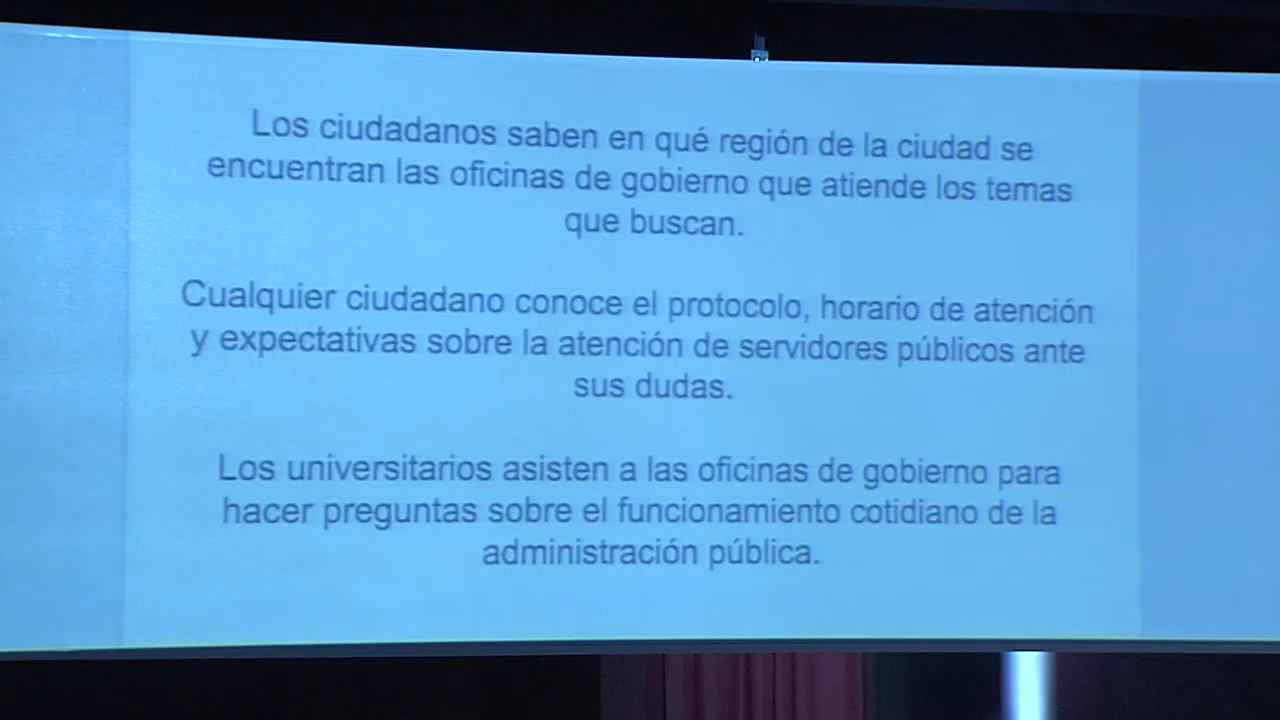 Los ciudadanos saben en qué región de la ciudad se
encuentran las oficinas de gobierno que atiende los temas
que buscan.
Cualquier ciudadano conoce el protocolo, horario de atención
y expectativas sobre la atención de servidores públicos ante
sus dudas.
Los universitarios asisten a las oficinas de gobierno para
hacer preguntas sobre el funcionamiento cotidiano de la
administración pública.